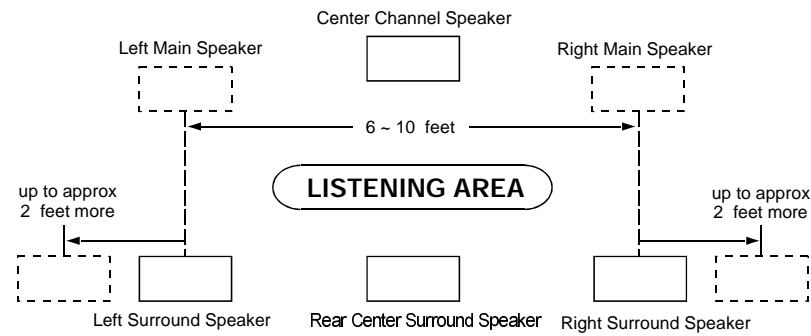 Center Channel Speaker
Left Main Speaker
Right Main Speaker
6 ~ 10 feet
LISTENING AREA
up to approx
2 feet more
up to approx
2 feet more
Left Surround Speaker
Rear Center Surround Speaker
Right Surround Speaker